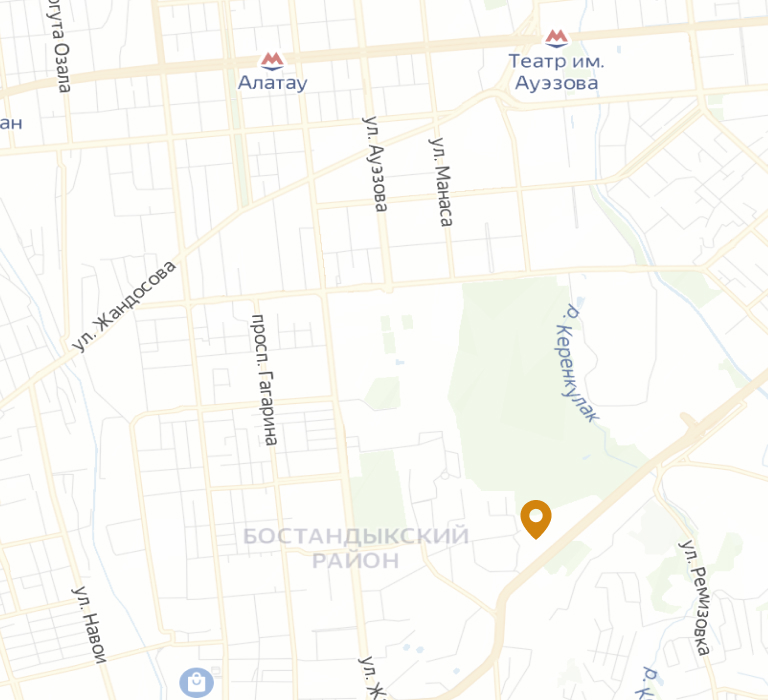 Театр им.
Ауэзова
Алатау
ул. Ауэзова
ул. Манаса
ул. Жандосова
р. Керенкулак
просп. Гагарина
БОСТАНДЫКСКИЙ
РАЙОН
ул. Ремизовка
ул. Навои